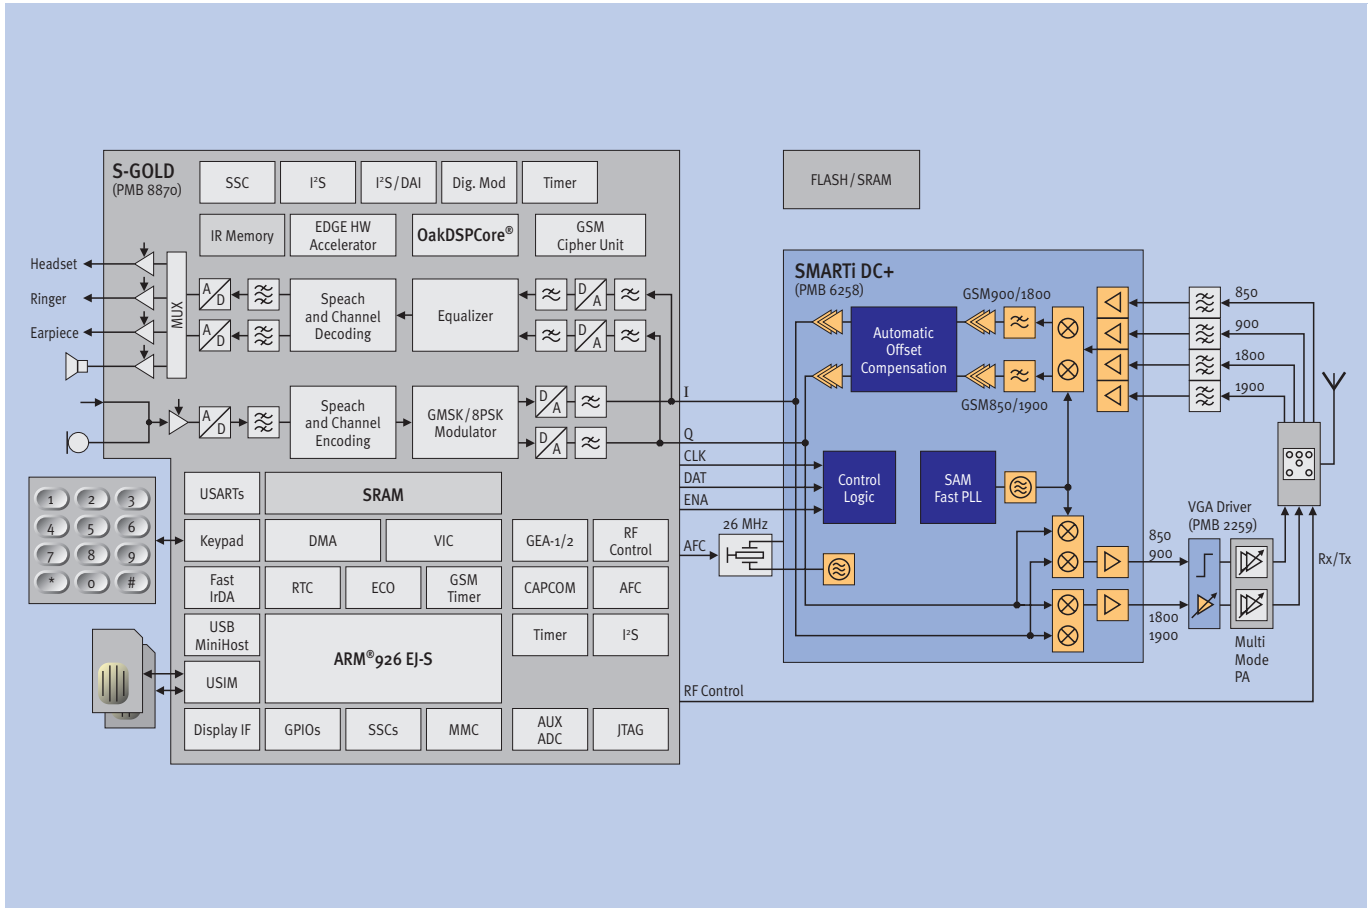 S-GOLD
(PMB 8870)
SSC
I²S
I²S/DAI
Dig. Mod
Timer
FLASH/SRAM
IR Memory
EDGE HW
Accelerator
OakDSPCore®
GSM
Cipher Unit
Headset
Ringer
Earpiece
MUX
A
D
A
D
Speach
and Channel
Decoding
Equalizer
D
A
D
A
A
D
Speach
and Channel
Encoding
GMSK/8PSK
Modulator
D
A
D
A
I
Q
CLK
DAT
ENA
AFC
26 MHz
RF Control
SMARTi DC+
(PMB 6258)
GSM900/1800
Automatic
Offset
Compensation
GSM850/1900
Control
Logic
SAM
Fast PLL
850
900
1800
1900
850
900
1800
1900
VGA Driver
(PMB 2259)
Multi
Mode
PA
Rx/Tx
1
2
3
4
5
6
7
8
9
*
0
#
USARTs
SRAM
Keypad
DMA
VIC
GEA-1/2
RF
Control
Fast
IrDA
RTC
ECO
GSM
Timer
CAPCOM
AFC
USB
MiniHost
ARM®926 EJ-S
Timer
I²S
USIM
Display IF
GPIOs
SSCs
MMC
AUX
ADC
JTAG